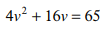 4v² + 16v = 65